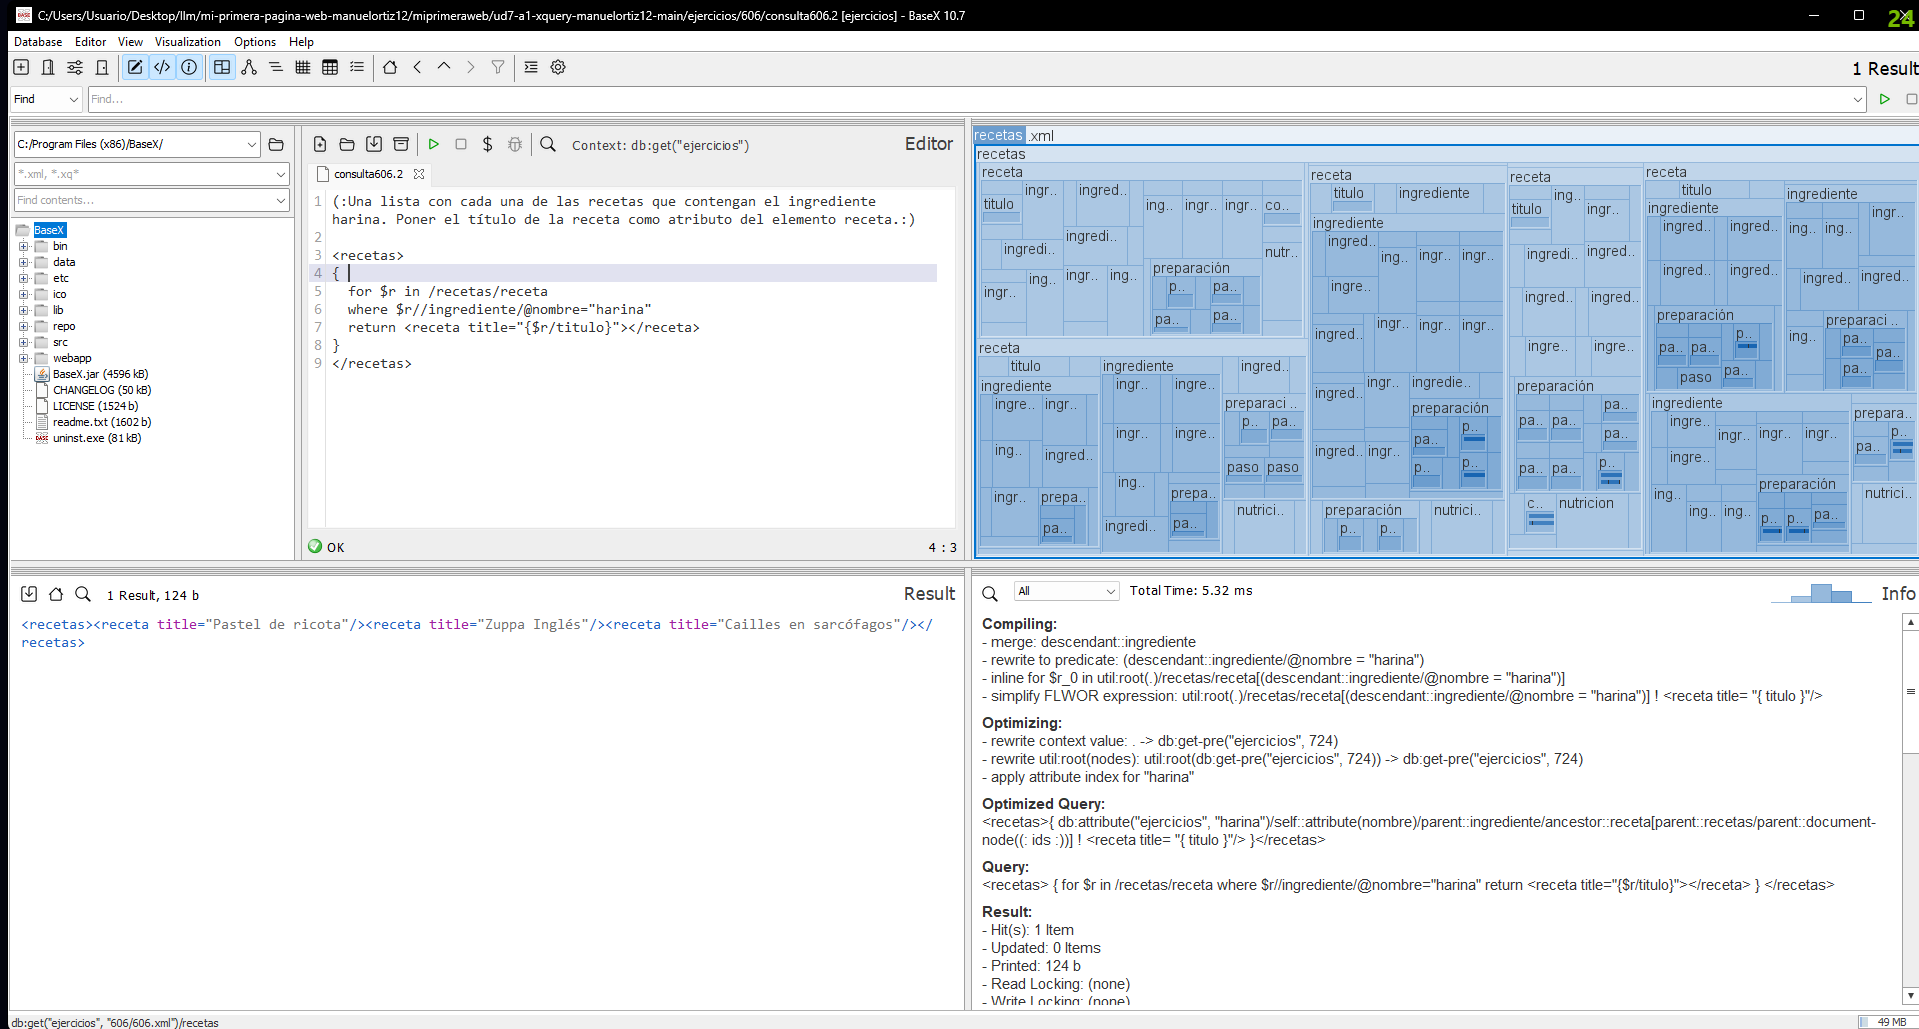 C:/Users/Usuario/Desktop/llm/mi-primera-pagina-web-manuelortiz12/miprimeraweb/ud7-a1-xquery-manuelortiz12-main/ejercicios/606/consulta606.2 [ejercicios] - BaseX 10.7
24
Database Editor View Visualization Options Help
1 Result
Find
Find...
C:/Program Files (x86)/BaseX/
*.xml, *.xq*
Find contents...
BaseX
bin
data
etc
ico
lib
repo
src
webapp
BaseX.jar (4596 kB)
CHANGELOG (50 kB)
LICENSE (1524 b)
readme.txt (1602 b)
uninst.exe (81 kB)
Context: db:get("ejercicios")
Editor
consulta606.2
1 (:Una lista con cada una de las recetas que contengan el ingrediente
harina. Poner el título de la receta como atributo del elemento receta.:)
2
3 <recetas>
4 {
5 for $r in /recetas/receta
6 where $r//ingrediente/@nombre="harina"
7 return <receta title="{$r/titulo}"></receta>
8 }
9 </recetas>
OK
4 : 3
recetas .xml
recetas
receta
titulo
ingr..
ingred..
ing..
ingr..
ingr..
co..
ingredi..
ingredi..
nutr..
ingr..
ingr..
ing..
preparación
p..
pa..
pa..
pa..
receta
titulo
ingrediente
ingrediente
ingred..
ing..
ingr..
ingr..
ingr..
ingr..
ingr..
ingred..
ingr..
ingr..
ingr..
ingred..
ingr..
ingredie..
preparación
pa..
p..
p..
p..
ingred..
ingr..
preparación
p..
p..
nutrici..
receta
titulo
ing..
ingr..
ingred..
ingred..
ingred..
ingred..
ingre..
ingre..
preparación
pa..
pa..
pa..
pa..
pa..
pa..
p..
c..
nutricion
receta
titulo
ingrediente
ingred..
ingred..
ingred..
ingred..
preparación
pa..
pa..
p..
paso
pa..
ingrediente
ing..
ing..
ingr..
ingred..
ingred..
ing..
preparaci ..
pa..
pa..
pa..
ingrediente
ingre..
ingr..
ingr..
ingr..
ingre..
ing..
ing..
ing..
preparación
p..
p..
pa..
prepara..
pa..
p..
nutrici..
receta
titulo
ingrediente
ingre..
ingr..
ing..
ingred..
ingr..
prepa..
pa..
ingrediente
ingr..
ingre..
ingr..
ingre..
ing..
ingredi..
prepa..
pa..
preparaci ..
p..
pa..
paso
paso
nutrici..
1 Result, 124 b
Result
<recetas><receta title="Pastel de ricota"/><receta title="Zuppa Inglés"/><receta title="Cailles en sarcófagos"/></
recetas>
All
Total Time: 5.32 ms
Info
Compiling:
- merge: descendant::ingrediente
- rewrite to predicate: (descendant::ingrediente/@nombre = "harina")
- inline for $r_0 in util:root(.)/recetas/receta[(descendant::ingrediente/@nombre = "harina")]
- simplify FLWOR expression: util:root(.)/recetas/receta[(descendant::ingrediente/@nombre = "harina")] ! <receta title= "{ titulo }"/>
Optimizing:
- rewrite context value: . -> db:get-pre("ejercicios", 724)
- rewrite util:root(nodes): util:root(db:get-pre("ejercicios", 724)) -> db:get-pre("ejercicios", 724)
- apply attribute index for "harina"
Optimized Query:
<recetas>{ db:attribute("ejercicios", "harina")/self::attribute(nombre)/parent::ingrediente/ancestor::receta[parent::recetas/parent::document-
node((: ids :))] ! <receta title= "{ titulo }"/> }</recetas>
Query:
<recetas> { for $r in /recetas/receta where $r//ingrediente/@nombre="harina" return <receta title="{$r/titulo}"></receta> } </recetas>
Result:
- Hit(s): 1 Item
- Updated: 0 Items
- Printed: 124 b
- Read Locking: (none)
- Write Locking: (none)
db:get("ejercicios", "606/606.xml")/recetas
49 MB